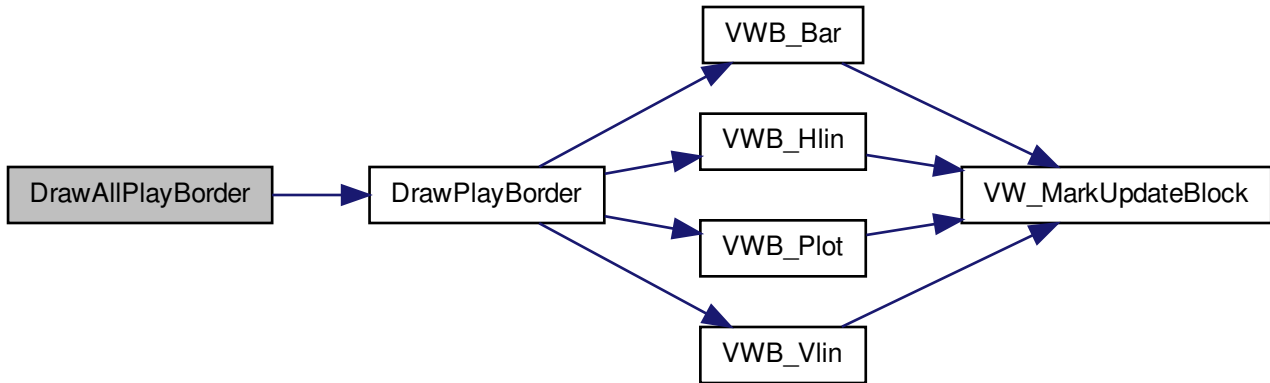 DrawAllPlayBorder
DrawPlayBorder
VWB_Bar
VWB_Hlin
VWB_Plot
VWB_Vlin
VW_MarkUpdateBlock